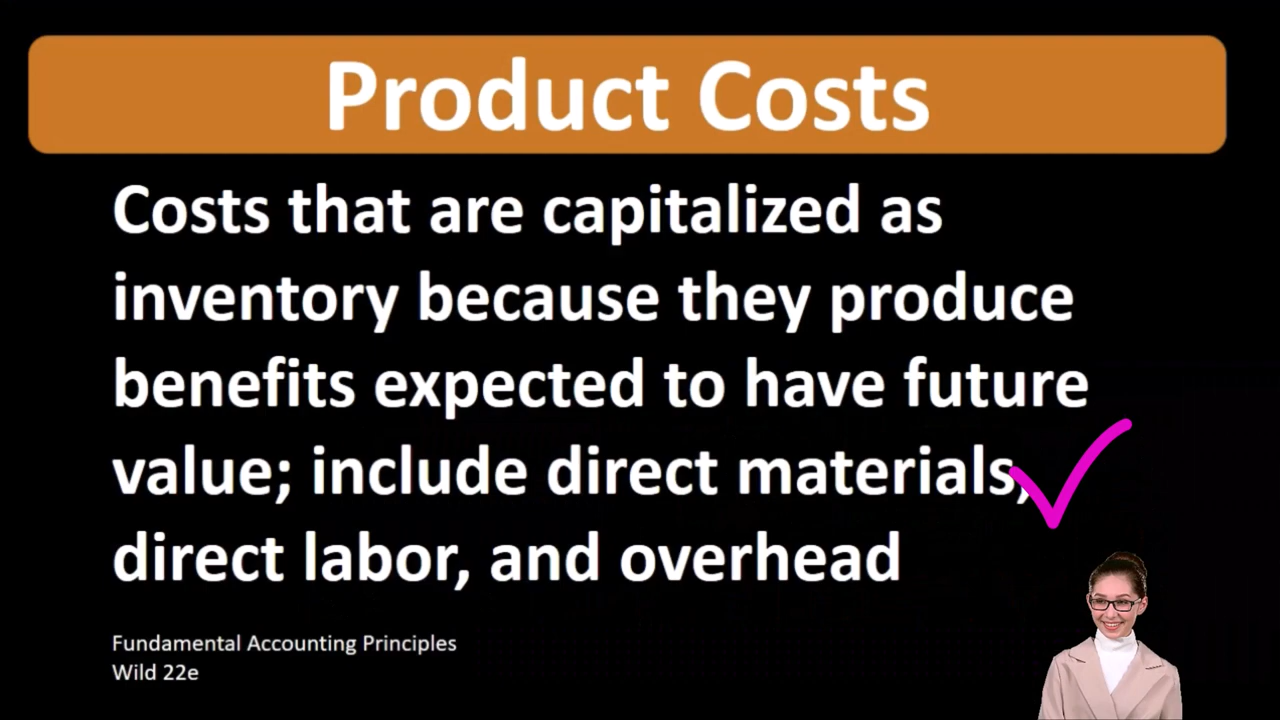 Product Costs
Costs that are capitalized as
inventory because they produce
benefits expected to have future
value; include direct materials,
direct labor, and overhead
Fundamental Accounting Principles
Wild 22e